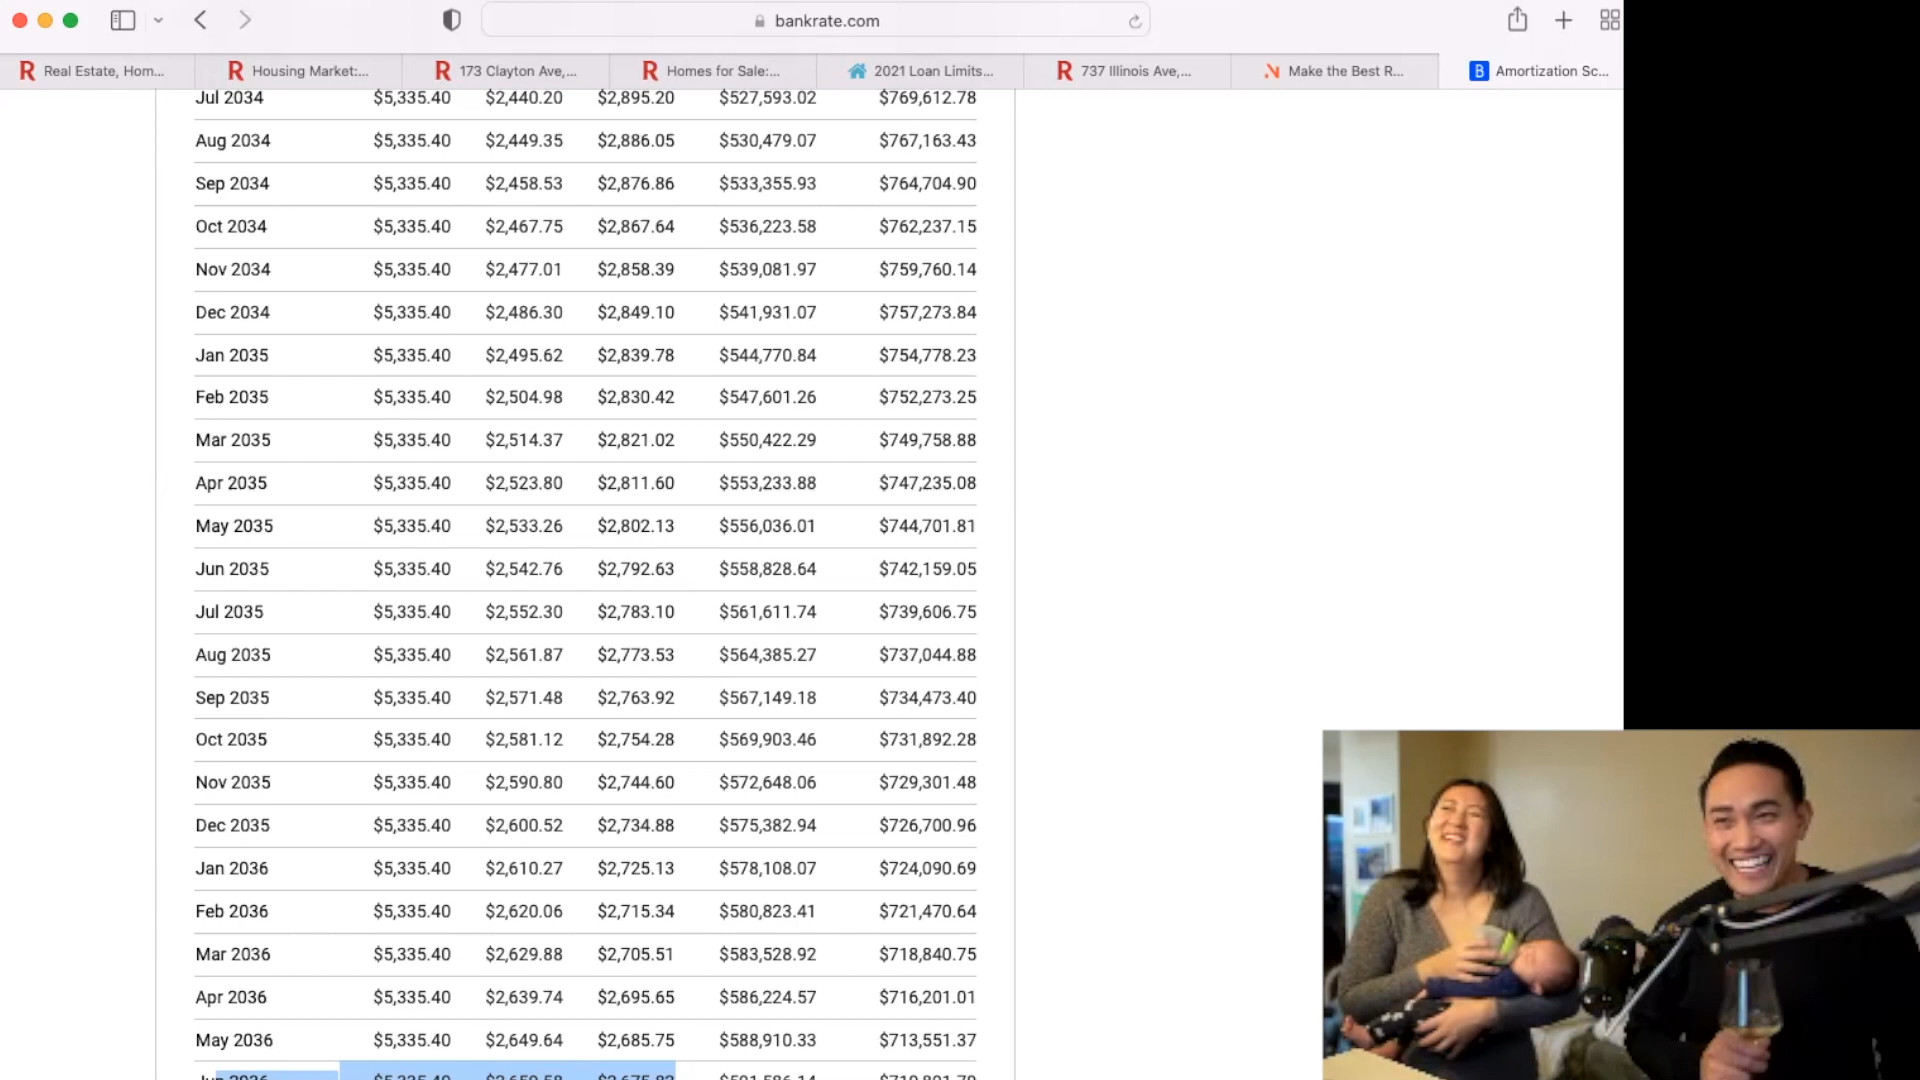 bankrate.com
Real Estate, Hom... Housing Market:... 173 Clayton Ave,... Homes for Sale:... 2021 Loan Limits... 737 Illinois Ave,... Make the Best R... Amortization Sc...
Jul 2034 $5,335.40 $2,440.20 $2,895.20 $527,593.02 $769,612.78
Aug 2034 $5,335.40 $2,449.35 $2,886.05 $530,479.07 $767,163.43
Sep 2034 $5,335.40 $2,458.53 $2,876.86 $533,355.93 $764,704.90
Oct 2034 $5,335.40 $2,467.75 $2,867.64 $536,223.58 $762,237.15
Nov 2034 $5,335.40 $2,477.01 $2,858.39 $539,081.97 $759,760.14
Dec 2034 $5,335.40 $2,486.30 $2,849.10 $541,931.07 $757,273.84
Jan 2035 $5,335.40 $2,495.62 $2,839.78 $544,770.84 $754,778.23
Feb 2035 $5,335.40 $2,504.98 $2,830.42 $547,601.26 $752,273.25
Mar 2035 $5,335.40 $2,514.37 $2,821.02 $550,422.29 $749,758.88
Apr 2035 $5,335.40 $2,523.80 $2,811.60 $553,233.88 $747,235.08
May 2035 $5,335.40 $2,533.26 $2,802.13 $556,036.01 $744,701.81
Jun 2035 $5,335.40 $2,542.76 $2,792.63 $558,828.64 $742,159.05
Jul 2035 $5,335.40 $2,552.30 $2,783.10 $561,611.74 $739,606.75
Aug 2035 $5,335.40 $2,561.87 $2,773.53 $564,385.27 $737,044.88
Sep 2035 $5,335.40 $2,571.48 $2,763.92 $567,149.18 $734,473.40
Oct 2035 $5,335.40 $2,581.12 $2,754.28 $569,903.46 $731,892.28
Nov 2035 $5,335.40 $2,590.80 $2,744.60 $572,648.06 $729,301.48
Dec 2035 $5,335.40 $2,600.52 $2,734.88 $575,382.94 $726,700.96
Jan 2036 $5,335.40 $2,610.27 $2,725.13 $578,108.07 $724,090.69
Feb 2036 $5,335.40 $2,620.06 $2,715.34 $580,823.41 $721,470.64
Mar 2036 $5,335.40 $2,629.88 $2,705.51 $583,528.92 $718,840.75
Apr 2036 $5,335.40 $2,639.74 $2,695.65 $586,224.57 $716,201.01
May 2036 $5,335.40 $2,649.64 $2,685.75 $588,910.33 $713,551.37
Jun 2036 $5,335.40